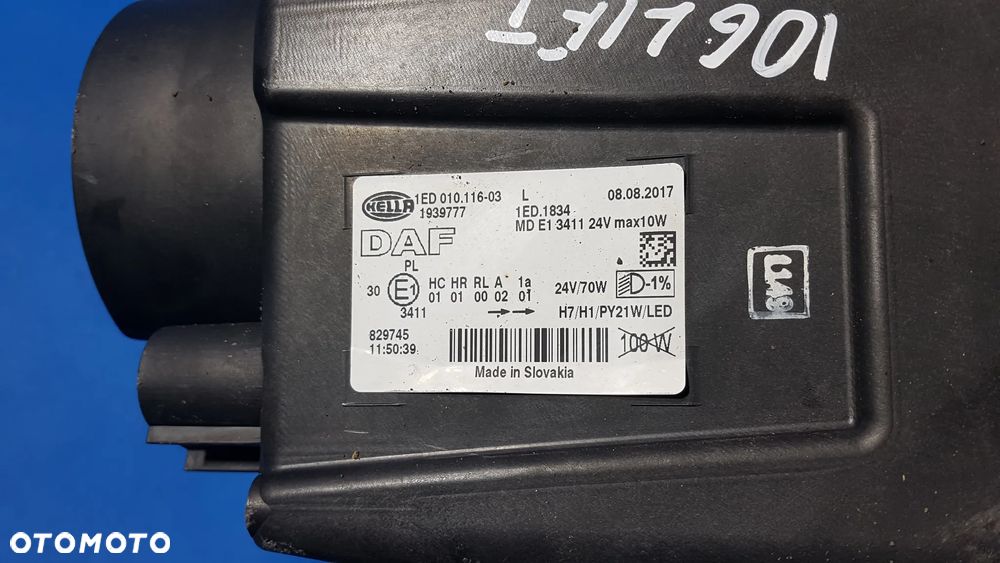 106 LIFT
HELLA 1ED 010.116-03 L 08.08.2017
1939777 1ED.1834
MD E1 3411 24V max10W
DAF
PL
30 E1 HC HR RL A 1a 24V/70W D-1%
01 01 00 02 01
3411 H7/H1/PY21W/LED
829745
11:50:39 100 W
Made in Slovakia
OTOMOTO